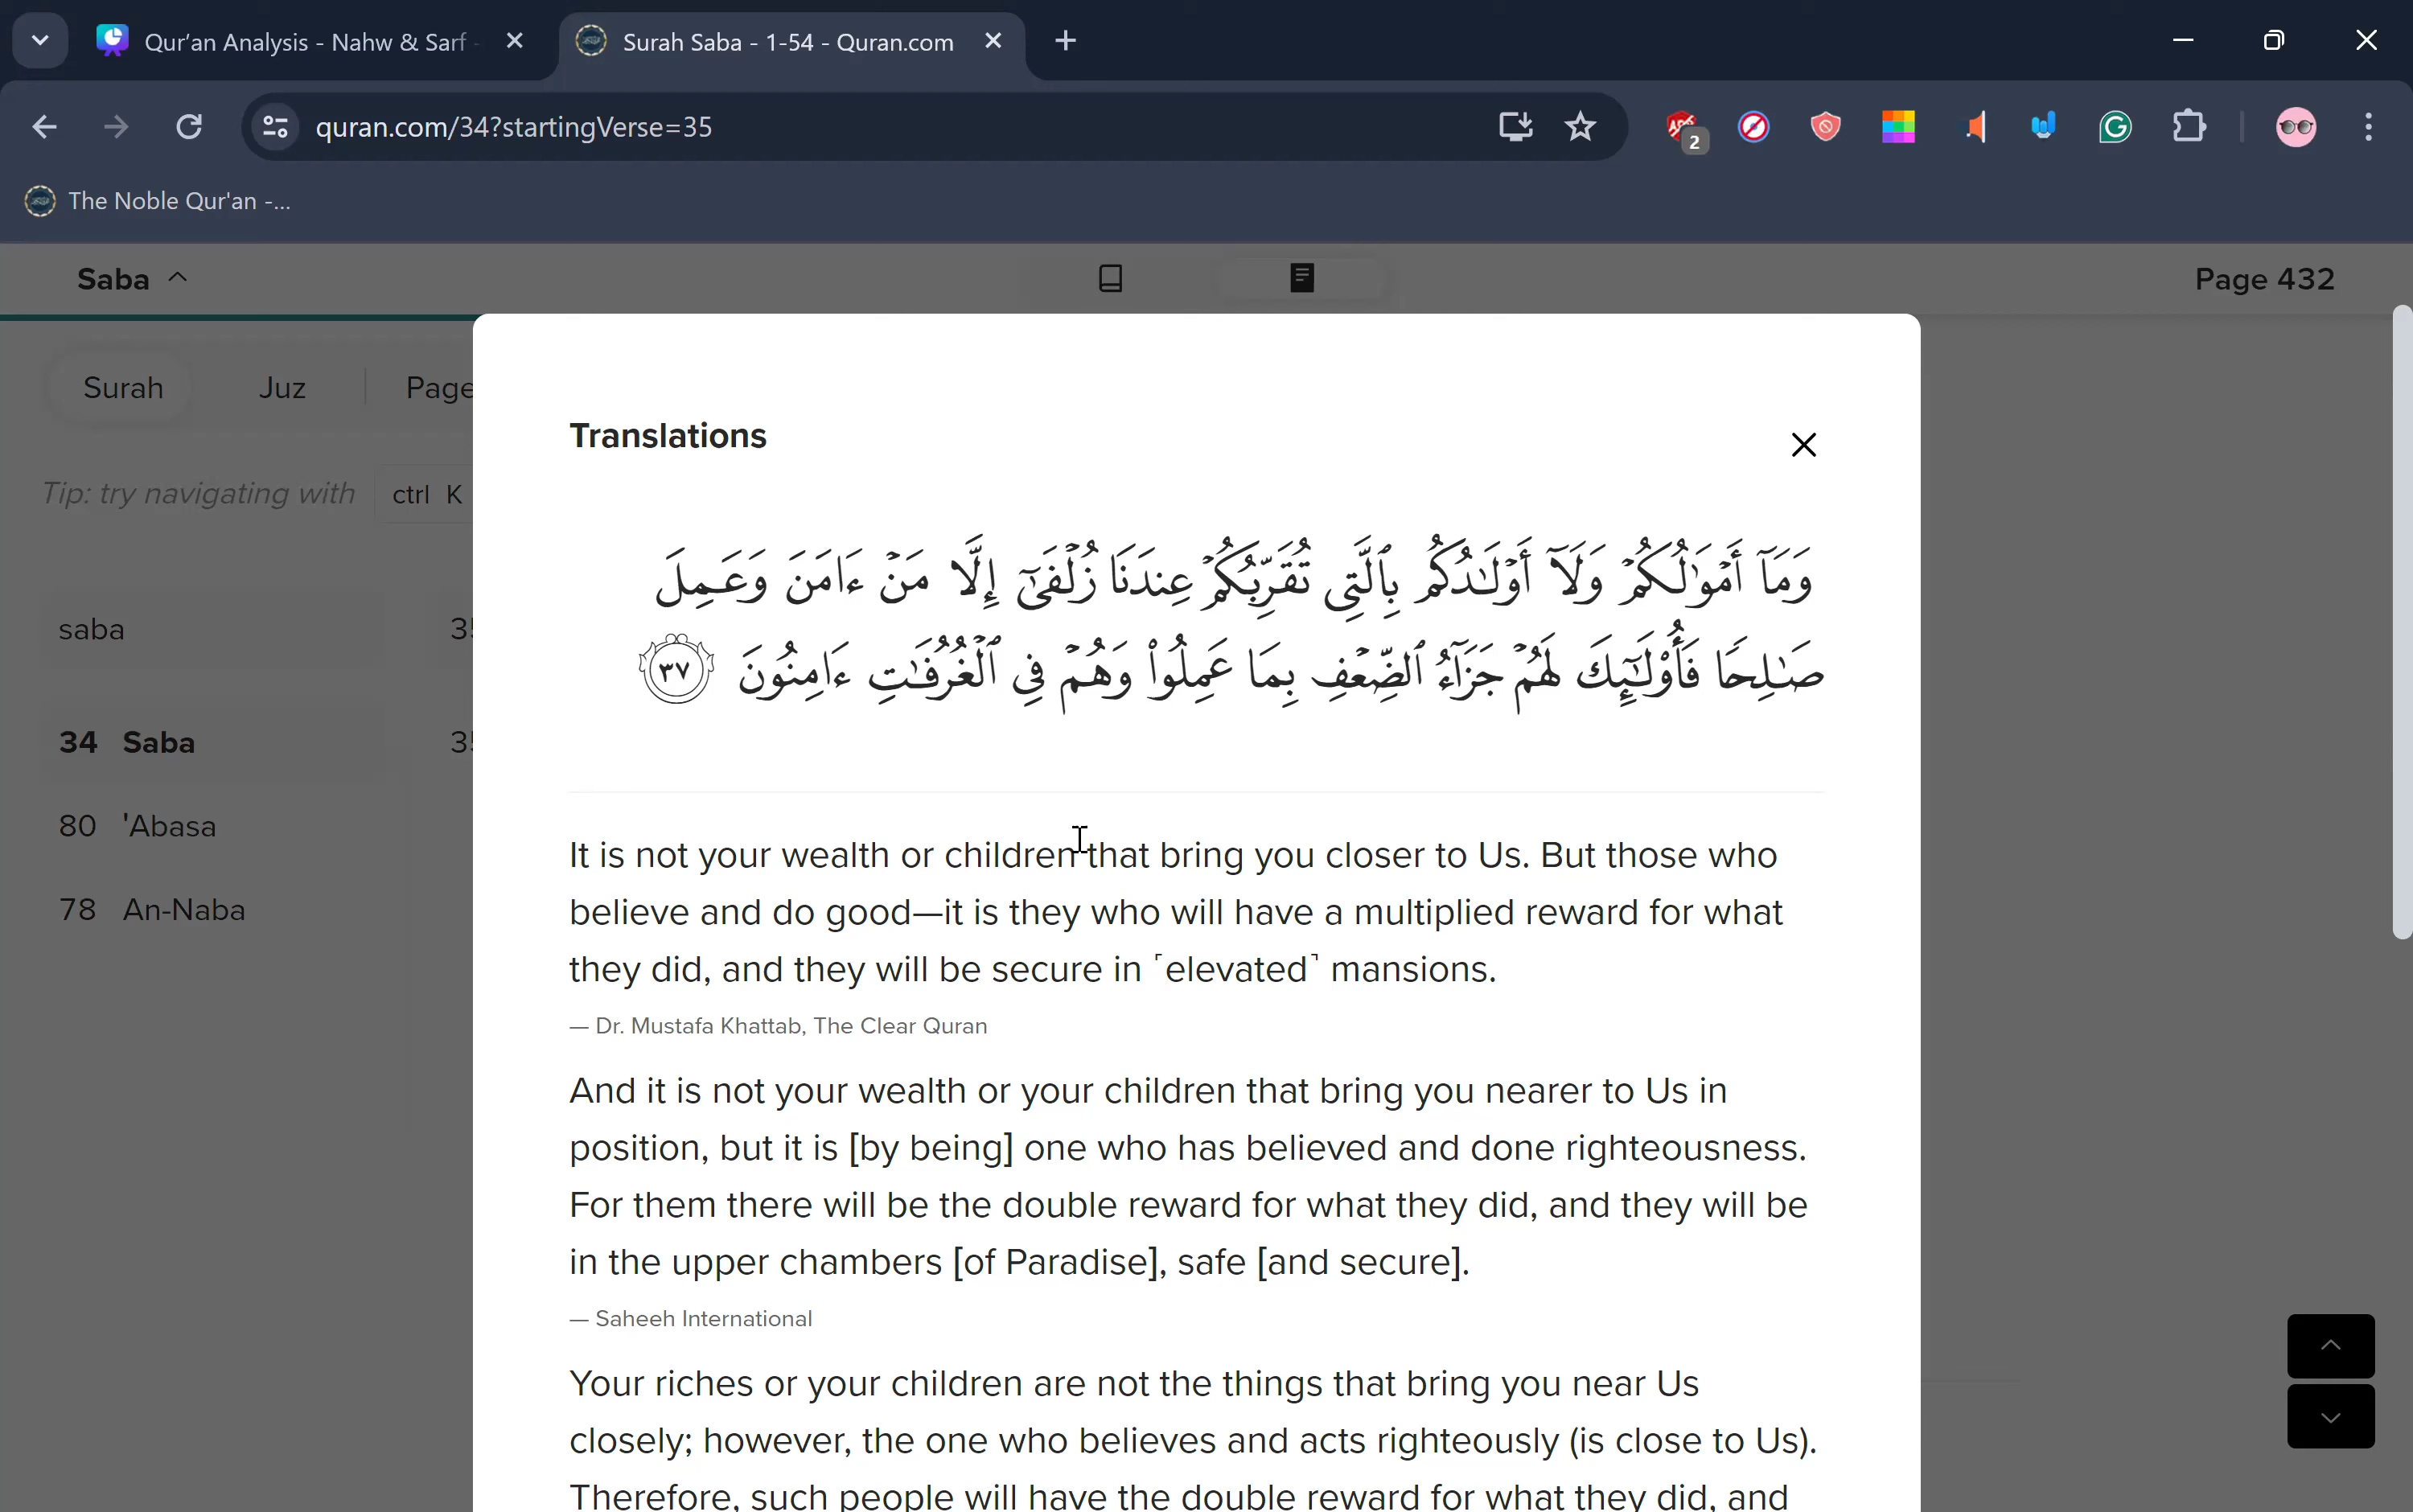 Qur'an Analysis - Nahw & Sarf -
Surah Saba - 1-54 - Quran.com
quran.com/34?startingVerse=35
2
The Noble Qur'an -...
Saba
Page 432
Surah
Juz
Page
Tip: try navigating with ctrl K
saba
34 Saba
80 'Abasa
78 An-Naba
Translations
وَمَآ أَمْوَٰلُكُمْ وَلَآ أَوْلَـٰدُكُم بِٱلَّتِى تُقَرِّبُكُمْ عِندَنَا زُلْفَىٰٓ إِلَّا مَنْ ءَامَنَ وَعَمِلَ
صَـٰلِحًا فَأُو۟لَـٰٓئِكَ لَهُمْ جَزَآءُ ٱلضِّعْفِ بِمَا عَمِلُوا۟ وَهُمْ فِى ٱلْغُرُفَـٰتِ ءَامِنُونَ ٣٧
It is not your wealth or children that bring you closer to Us. But those who
believe and do good—it is they who will have a multiplied reward for what
they did, and they will be secure in ˹elevated˺ mansions.
— Dr. Mustafa Khattab, The Clear Quran
And it is not your wealth or your children that bring you nearer to Us in
position, but it is [by being] one who has believed and done righteousness.
For them there will be the double reward for what they did, and they will be
in the upper chambers [of Paradise], safe [and secure].
— Saheeh International
Your riches or your children are not the things that bring you near Us
closely; however, the one who believes and acts righteously (is close to Us).
Therefore, such people will have the double reward for what they did, and